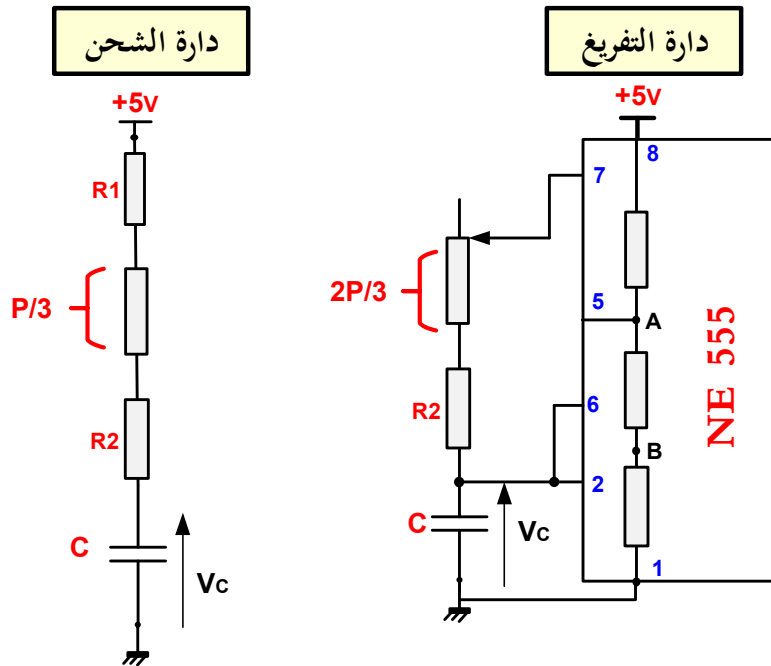 دارة الشحن
+5V
R1
P/3
R2
C
VC
دارة التفريغ
+5V
8
7
2P/3
5
A
R2
6
B
2
C
VC
1
NE 555